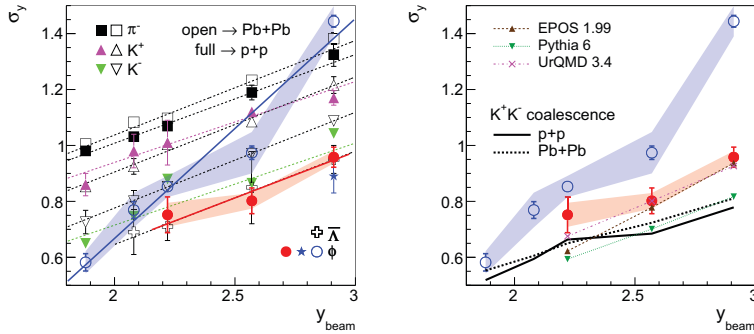 σy
1.4
1.2
1
0.8
0.6
2
2.5
3
ybeam
π-
K+
K-
open → Pb+Pb
full → p+p
Λ̅
ϕ
σy
1.4
1.2
1
0.8
0.6
2
2.5
3
ybeam
EPOS 1.99
Pythia 6
UrQMD 3.4
K+K- coalescence
p+p
Pb+Pb